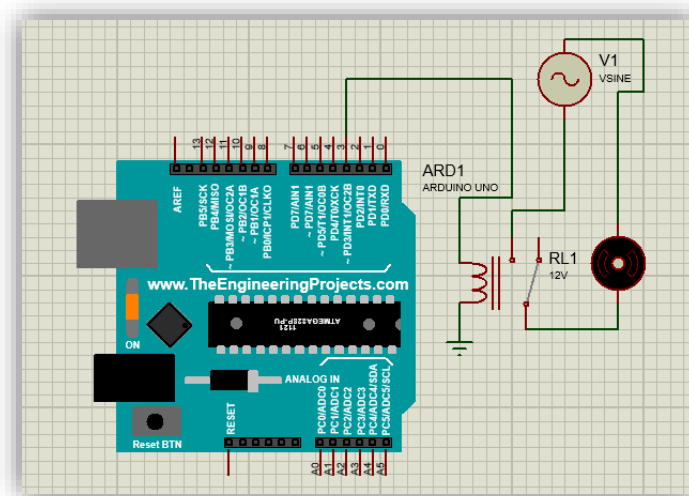 V1
VSINE
ARD1
ARDUINO UNO
RL1
12V
13
12
11
10
9
8
7
6
5
4
3
2
1
0
AREF
PB5/SCK
PB4/MISO
~ PB3/MOSI/OC2A
~ PB2/OC1B
~ PB1/OC1A
PB0/ICP1/CLKO
PD7/AIN1
~ PD7/AIN1
~ PD5/T1/OC0B
PD4/T0/XCK
~ PD3/INT1/OC2B
PD2/INT0
PD1/TXD
PD0/RXD
www.TheEngineeringProjects.com
1121
ATMEGA328P-PU
ON
ANALOG IN
Reset BTN
RESET
PC0/ADC0
PC1/ADC1
PC2/ADC2
PC3/ADC3
PC4/ADC4/SDA
PC5/ADC5/SCL
A0
A1
A2
A3
A4
A5